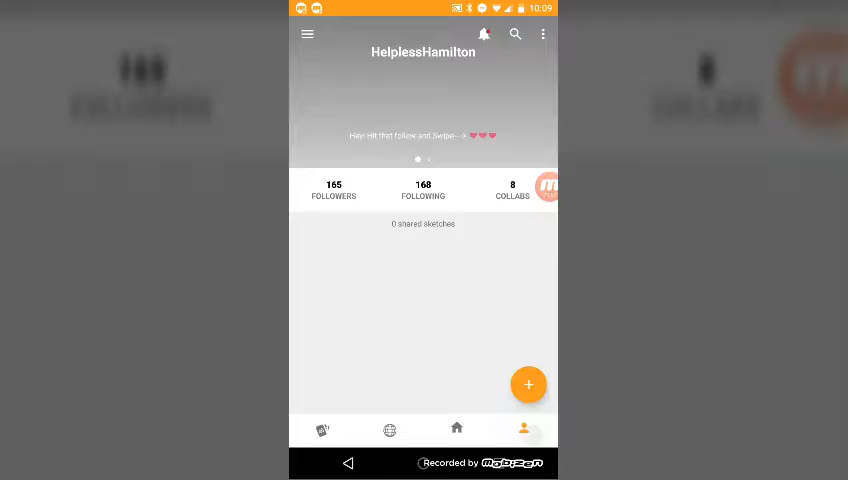 10:09
HelplessHamilton
Hey! Hit that follow and Swipe--->
165 168 8
FOLLOWERS FOLLOWING COLLABS
0 shared sketches
+
Recorded by mobizen